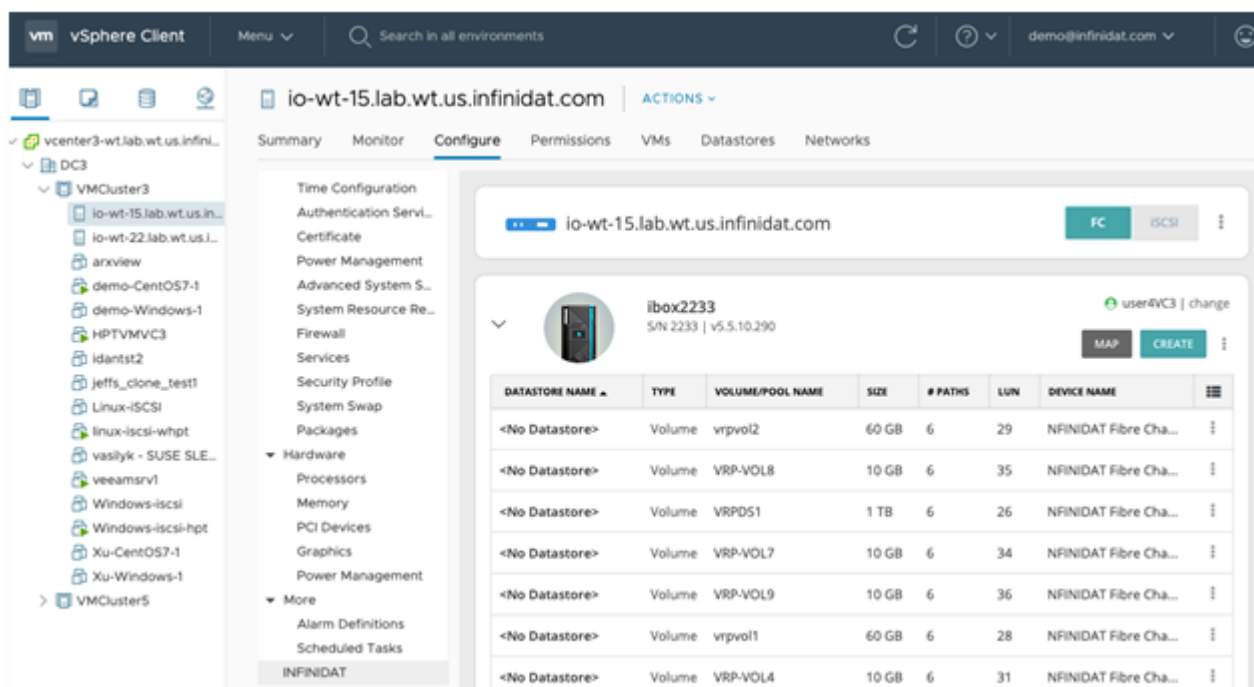 vm vSphere Client Menu Search in all environments demo@infinidat.com
io-wt-15.lab.wt.us.infinidat.com ACTIONS
Summary Monitor Configure Permissions VMs Datastores Networks
vcenter3-wt.lab.wt.us.infini...
DC3
VMCluster3
io-wt-15.lab.wt.us.in...
io-wt-22.lab.wt.us.i...
arxview
demo-CentOS7-1
demo-Windows-1
HPTVMVC3
idantst2
jeffs_clone_test1
Linux-iSCSI
linux-iscsi-whpt
vasilyk - SUSE SLE...
veeamsrv1
Windows-iscsi
Windows-iscsi-hpt
Xu-CentOS7-1
Xu-Windows-1
VMCluster5
Time Configuration
Authentication Servi...
Certificate
Power Management
Advanced System S...
System Resource Re...
Firewall
Services
Security Profile
System Swap
Packages
Hardware
Processors
Memory
PCI Devices
Graphics
Power Management
More
Alarm Definitions
Scheduled Tasks
INFINIDAT
io-wt-15.lab.wt.us.infinidat.com FC iSCSI
ibox2233 user4VC3 | change
S/N 2233 | v5.5.10.290
MAP CREATE
DATASTORE NAME TYPE VOLUME/POOL NAME SIZE # PATHS LUN DEVICE NAME
<No Datastore> Volume vrpvol2 60 GB 6 29 NFINIDAT Fibre Cha...
<No Datastore> Volume VRP-VOL8 10 GB 6 35 NFINIDAT Fibre Cha...
<No Datastore> Volume VRPDS1 1 TB 6 26 NFINIDAT Fibre Cha...
<No Datastore> Volume VRP-VOL7 10 GB 6 34 NFINIDAT Fibre Cha...
<No Datastore> Volume VRP-VOL9 10 GB 6 36 NFINIDAT Fibre Cha...
<No Datastore> Volume vrpvol1 60 GB 6 28 NFINIDAT Fibre Cha...
<No Datastore> Volume VRP-VOL4 10 GB 6 31 NFINIDAT Fibre Cha...